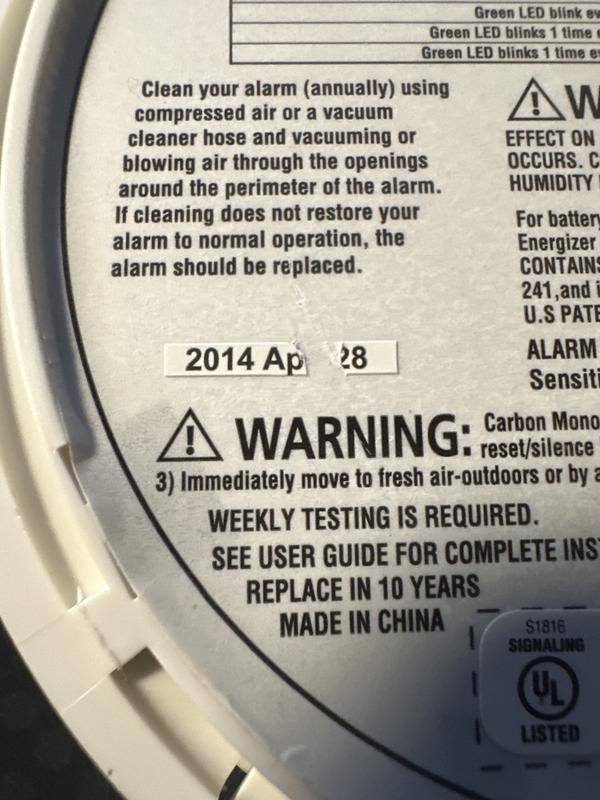 Green LED blink
Green LED blinks 1 time
Green LED blinks 1 time
Clean your alarm (annually) using
compressed air or a vacuum
cleaner hose and vacuuming or
blowing air through the openings
around the perimeter of the alarm.
If cleaning does not restore your
alarm to normal operation, the
alarm should be replaced.
2014 Ap 28
EFFECT ON
OCCURS.
HUMIDITY
For battery
Energizer
CONTAINS
241,and
U.S
ALARM
⚠ WARNING: Carbon
reset/silence
3) Immediately move to fresh air-outdoors or by
WEEKLY TESTING IS REQUIRED.
SEE USER GUIDE FOR COMPLETE
REPLACE IN 10 YEARS
MADE IN CHINA
S1816
SIGNALING
UL
LISTED